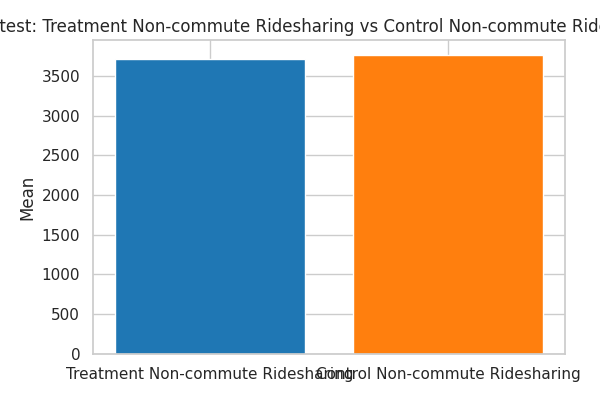 test: Treatment Non-commute Ridesharing vs Control Non-commute Rid
Mean
3500
3000
2500
2000
1500
1000
500
0
Treatment Non-commute Ridesharing
Control Non-commute Ridesharing